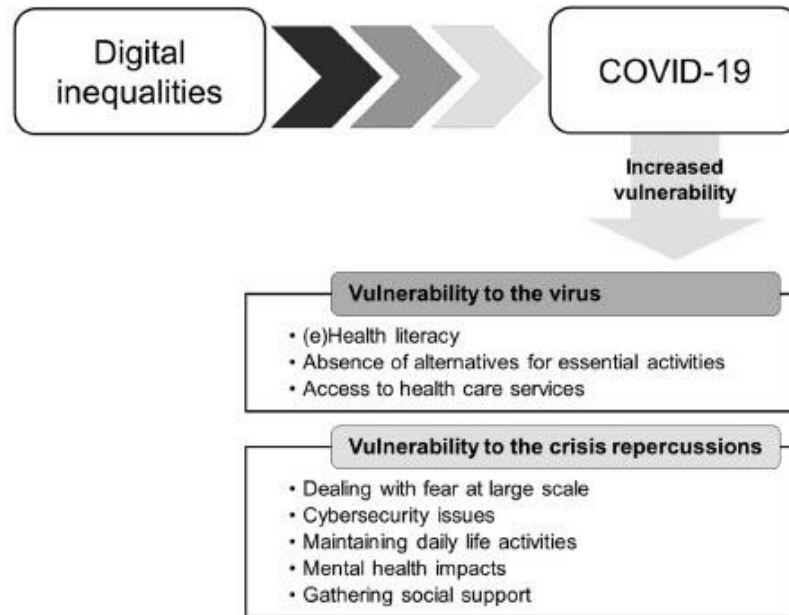 Digital
inequalities
COVID-19
Increased
vulnerability
Vulnerability to the virus
• (e)Health literacy
• Absence of alternatives for essential activities
• Access to health care services
Vulnerability to the crisis repercussions
• Dealing with fear at large scale
• Cybersecurity issues
• Maintaining daily life activities
• Mental health impacts
• Gathering social support